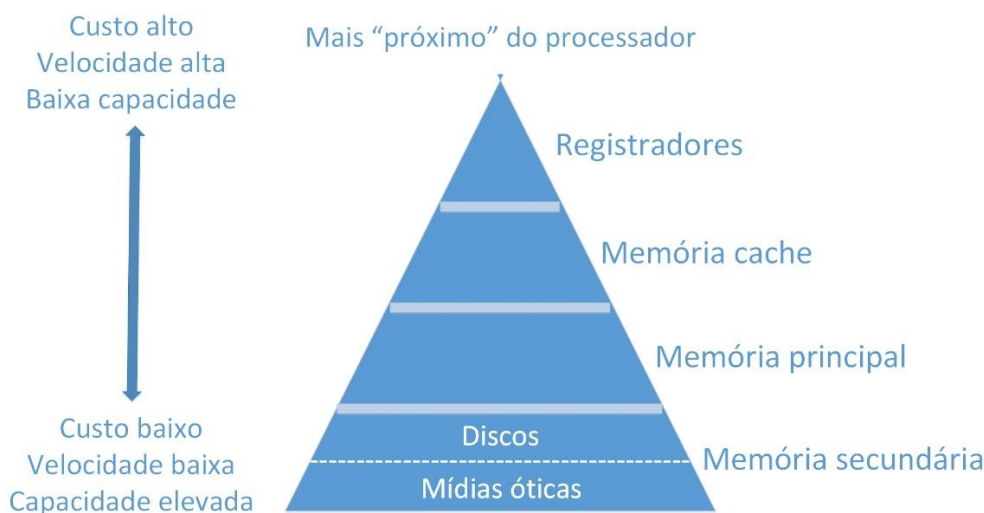 Custo alto
Velocidade alta
Baixa capacidade
Mais “próximo” do processador
Registradores
Memória cache
Memória principal
Custo baixo
Velocidade baixa
Capacidade elevada
Discos
Mídias óticas
Memória secundária